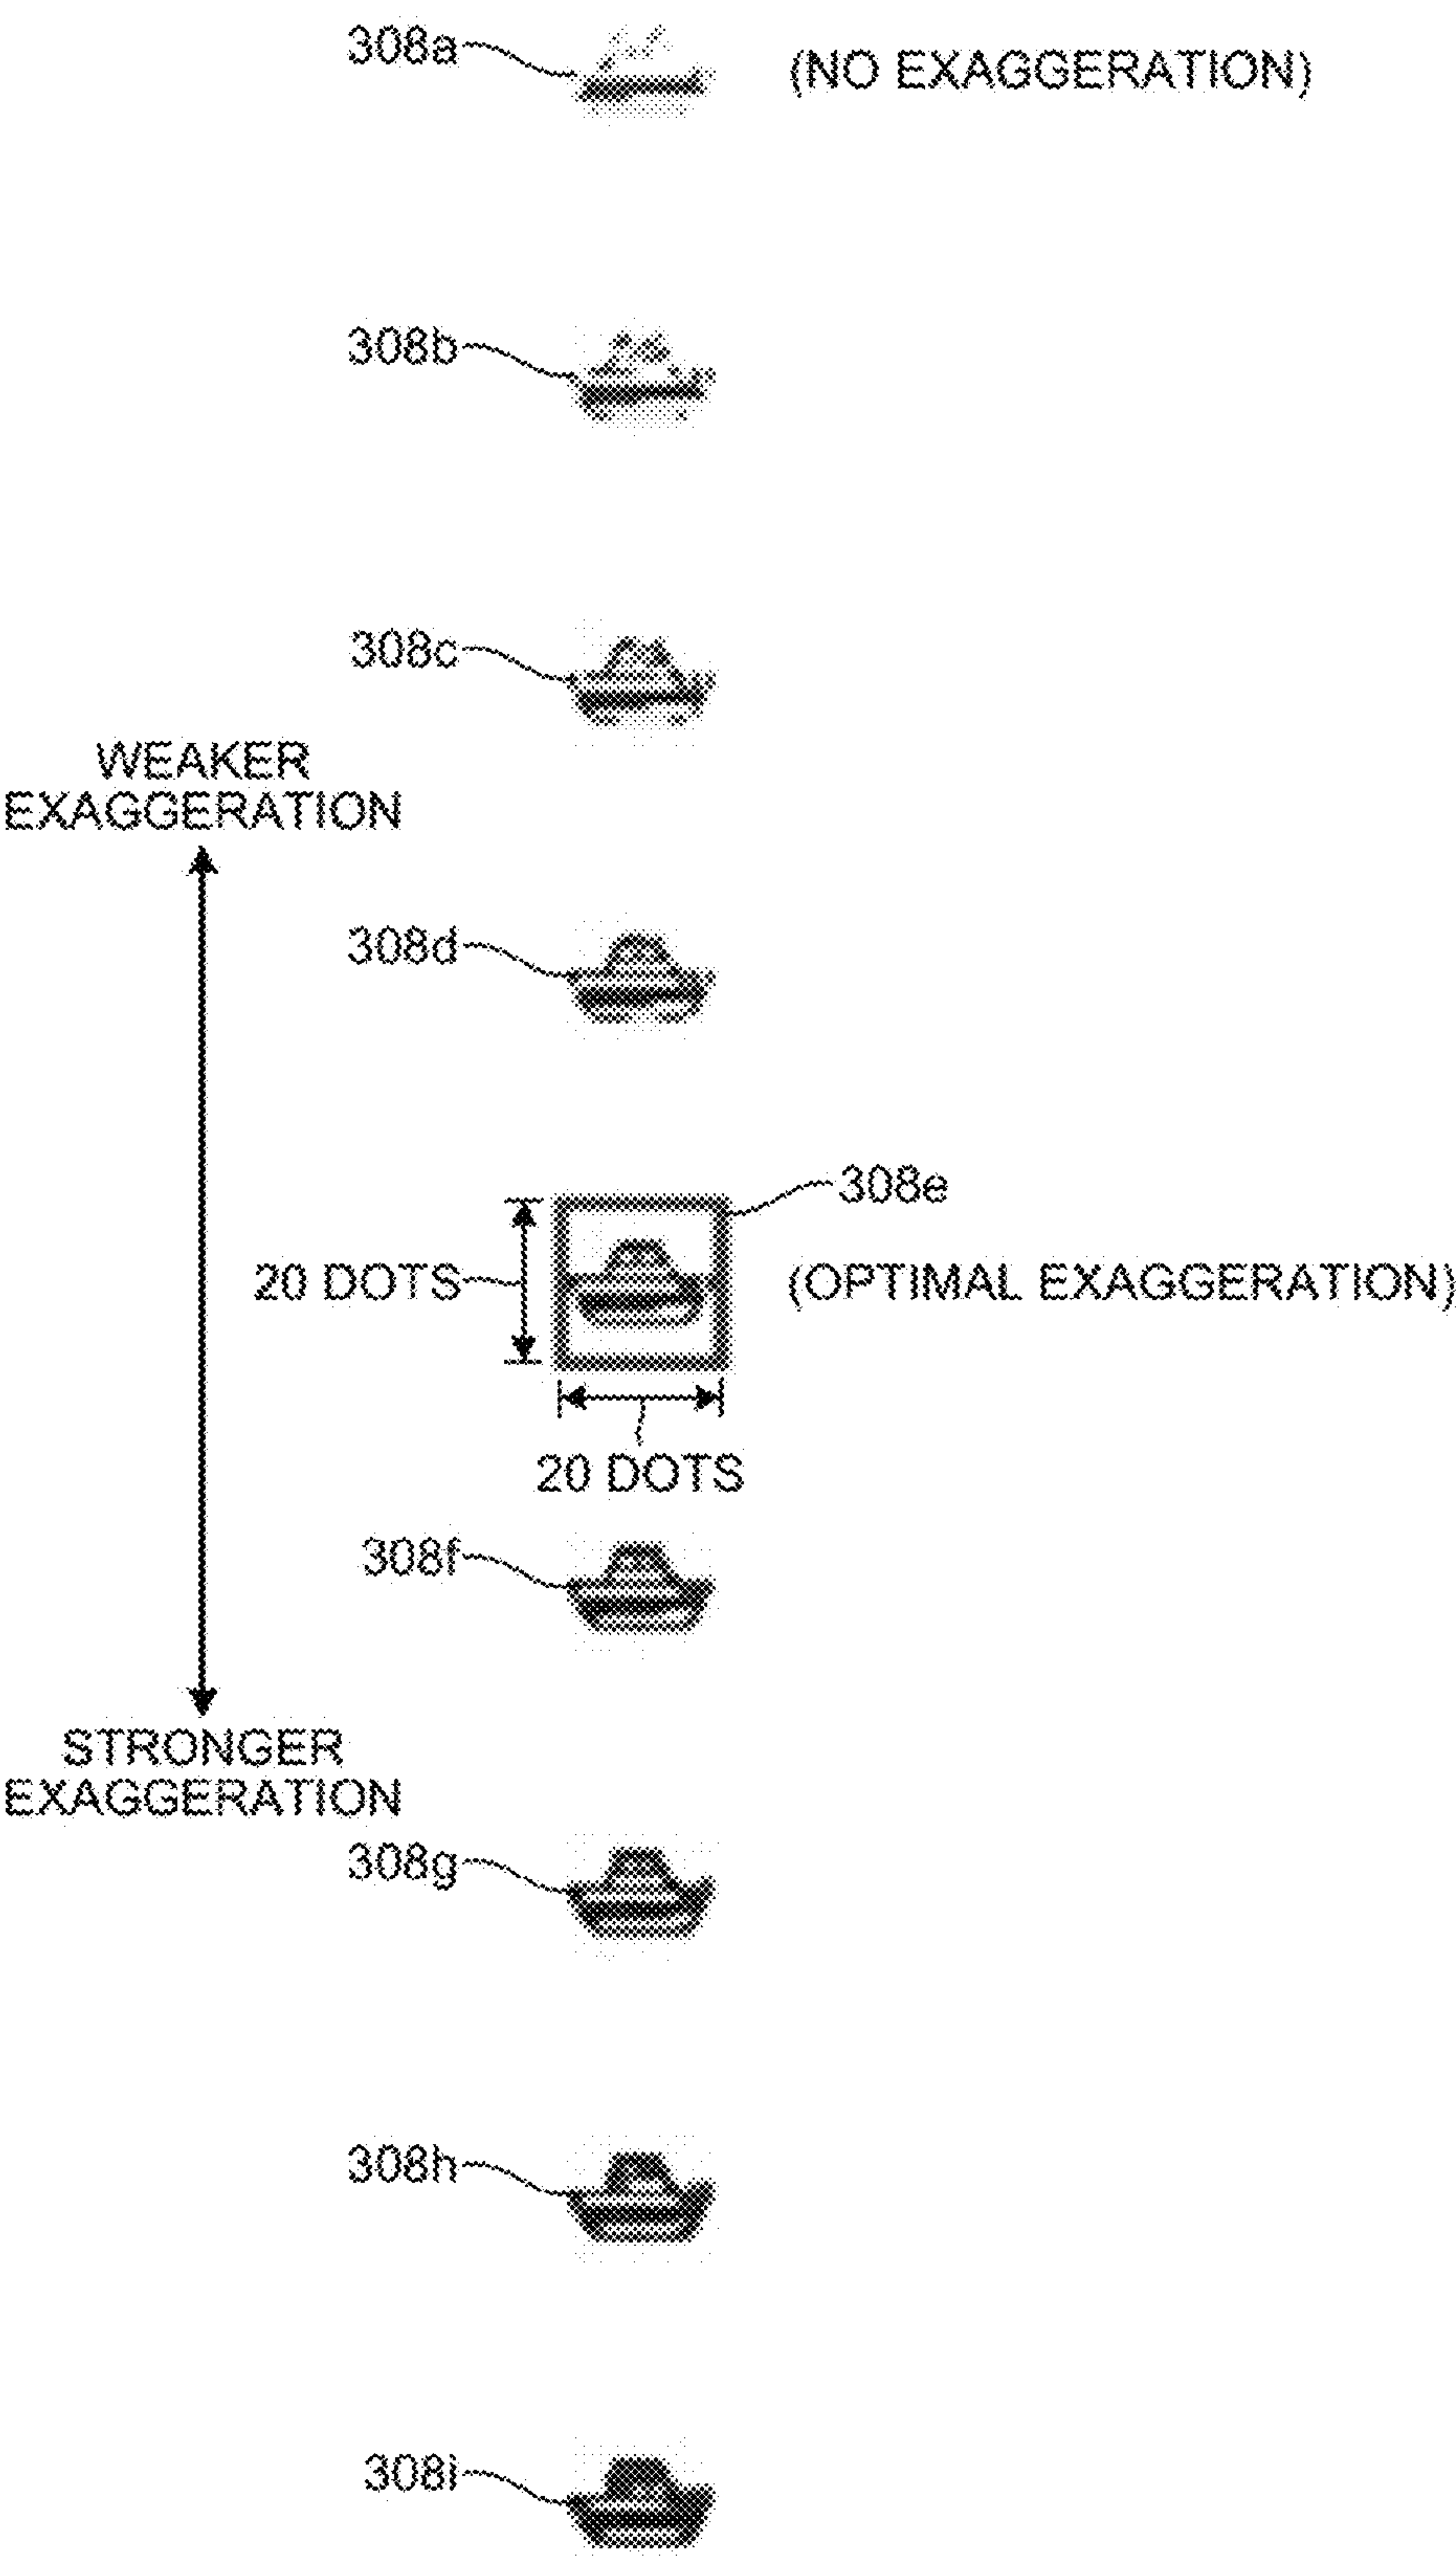 308a
(NO EXAGGERATION)
308b
308c
WEAKER
EXAGGERATION
308d
308e
20 DOTS
(OPTIMAL EXAGGERATION)
20 DOTS
308f
STRONGER
EXAGGERATION
308g
308h
308i